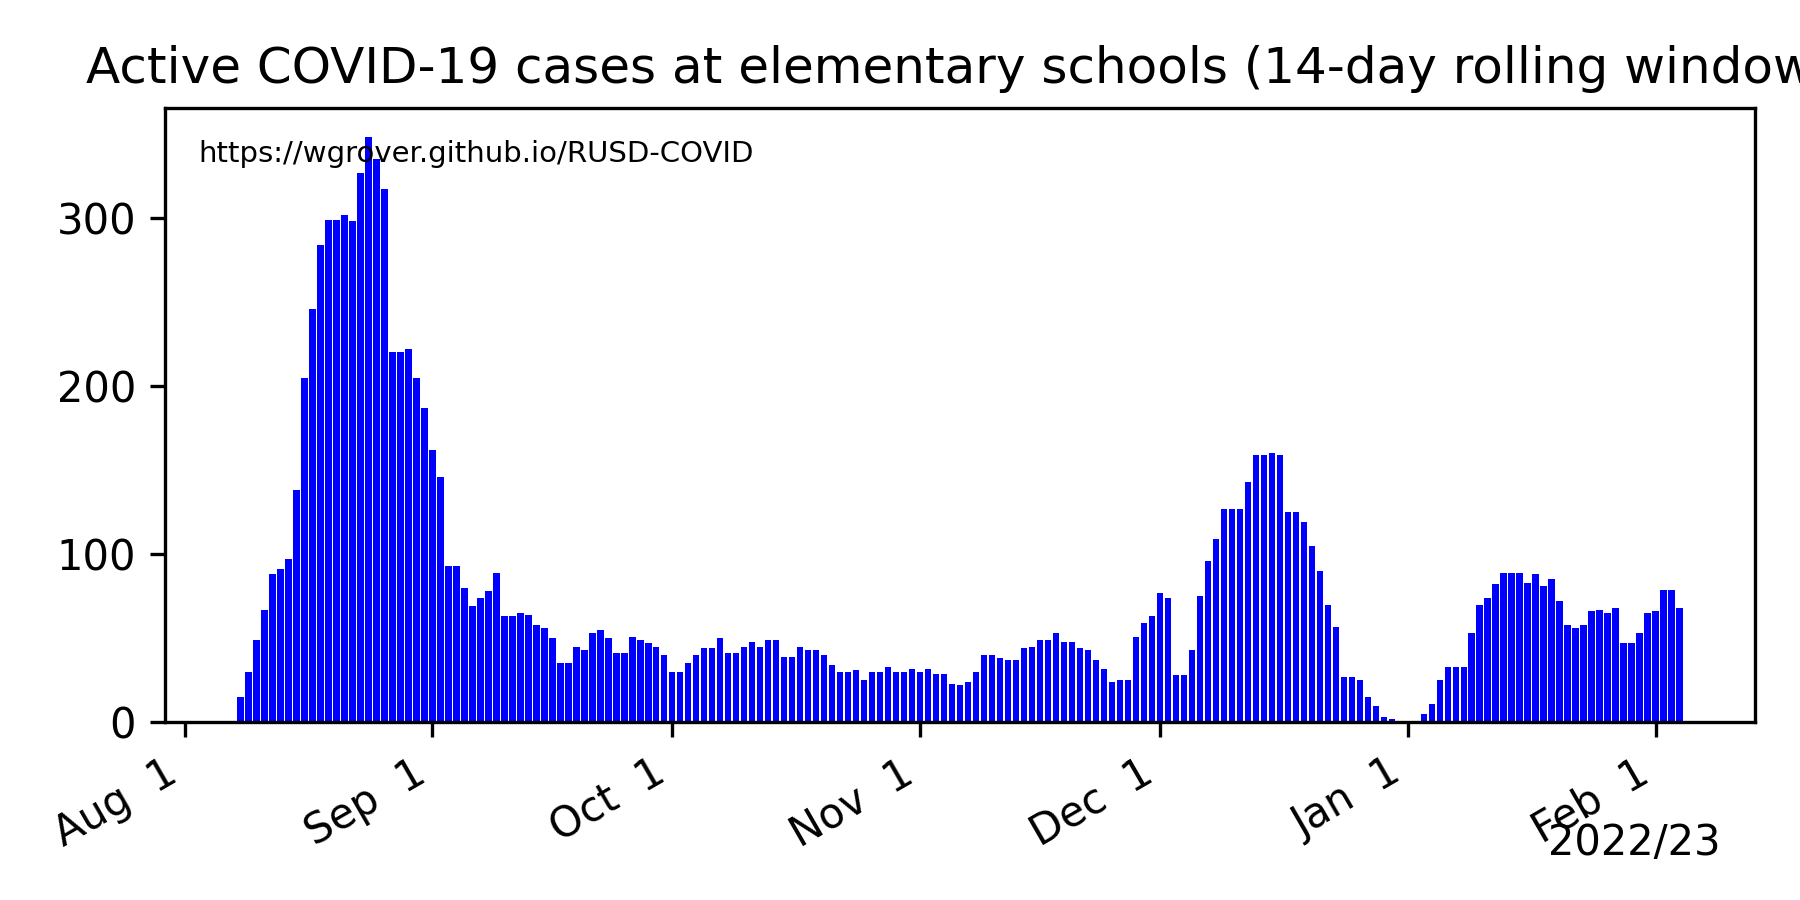 Active COVID-19 cases at elementary schools (14-day rolling window
https://wgrover.github.io/RUSD-COVID
300
200
100
0
Aug 1
Sep 1
Oct 1
Nov 1
Dec 1
Jan 1
Feb 1
2022/23